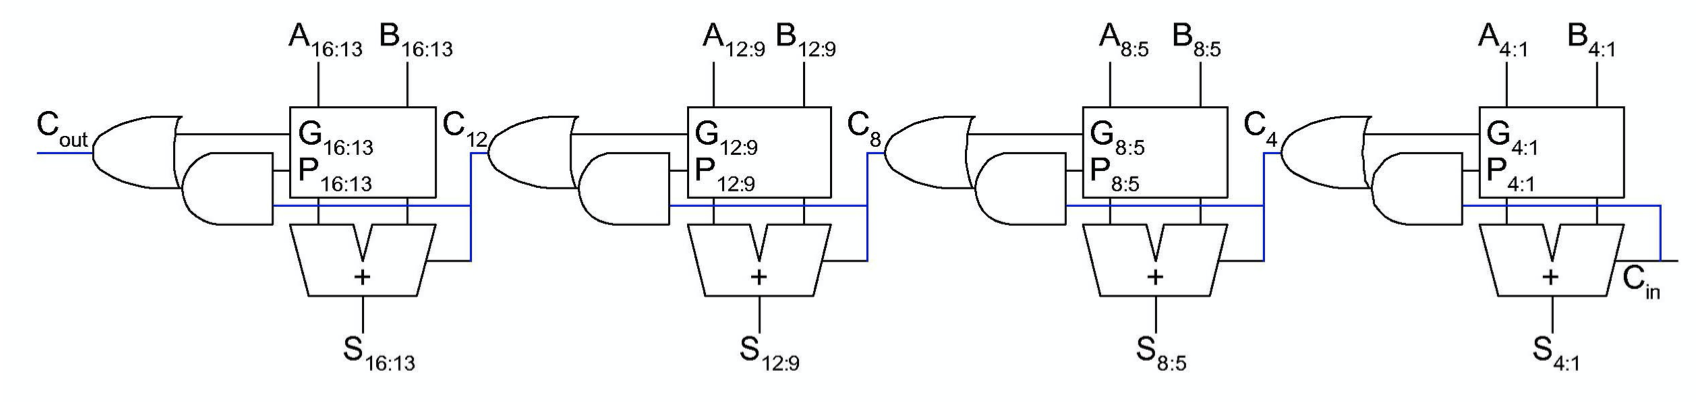 A16:13 B16:13 A12:9 B12:9 A8:5 B8:5 A4:1 B4:1
Cout G16:13 C12 G12:9 C8 G8:5 C4 G4:1
P16:13 P12:9 P8:5 P4:1
+ + + + Cin
S16:13 S12:9 S8:5 S4:1